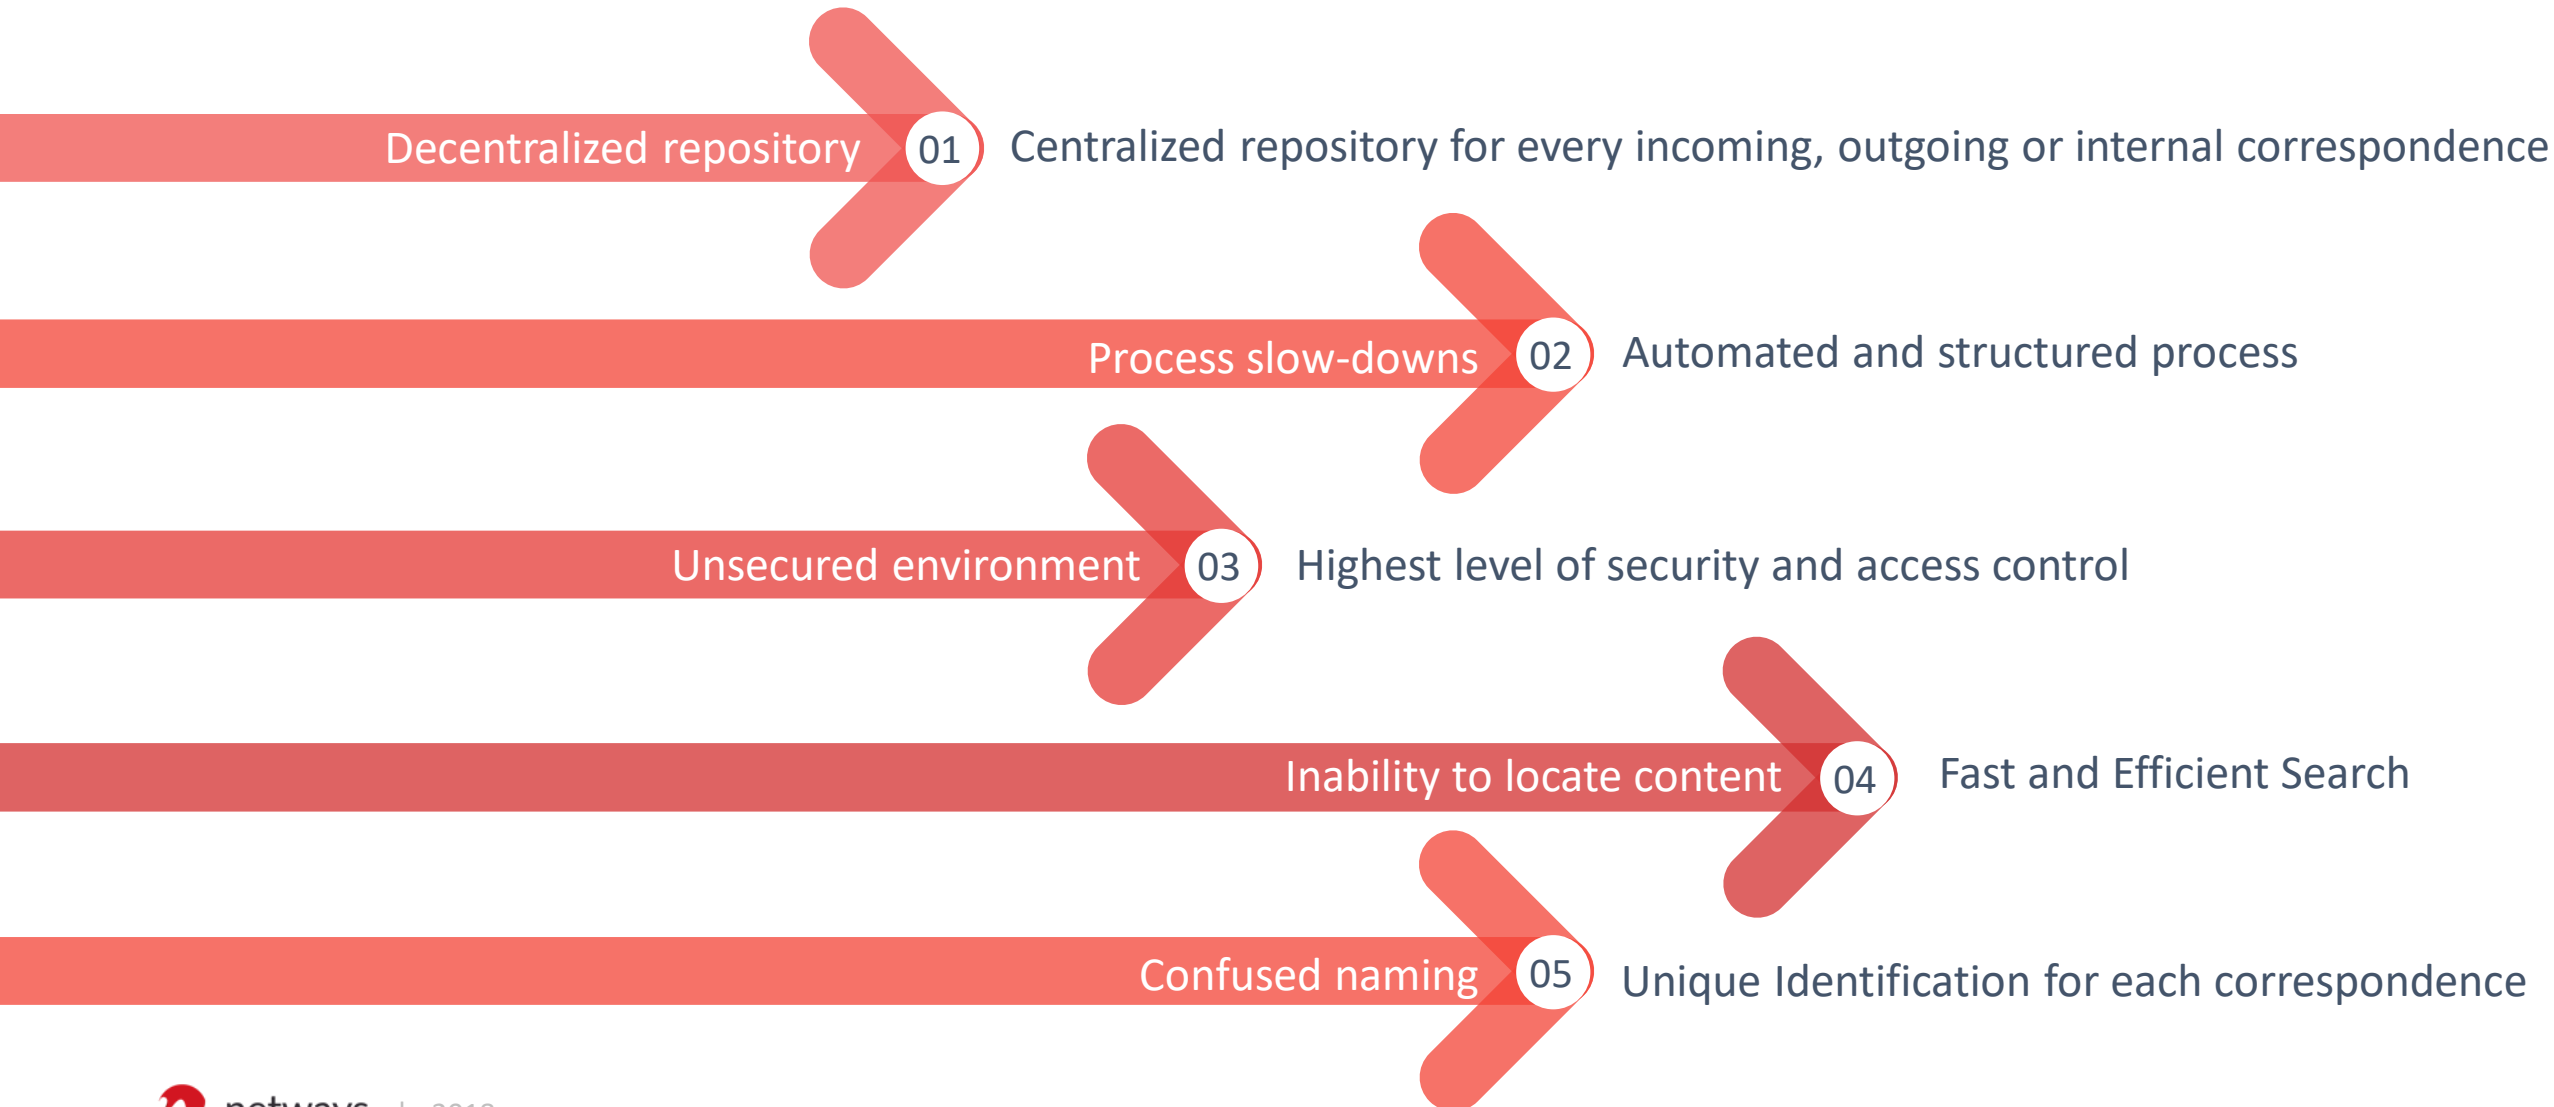 Decentralized repository 01 Centralized repository for every incoming, outgoing or internal correspondence
Process slow-downs 02 Automated and structured process
Unsecured environment 03 Highest level of security and access control
Inability to locate content 04 Fast and Efficient Search
Confused naming 05 Unique Identification for each correspondence
netways